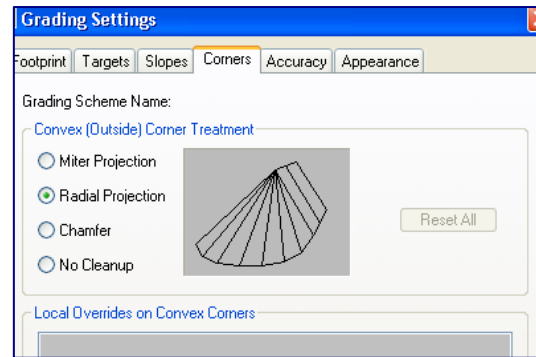 Grading Settings
Footprint Targets Slopes Corners Accuracy Appearance
Grading Scheme Name:
Convex (Outside) Corner Treatment
Miter Projection
Radial Projection
Chamfer
No Cleanup
Reset All
Local Overrides on Convex Corners